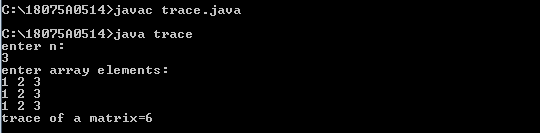 C:\18075A0514>javac trace.java
C:\18075A0514>java trace
enter n:
3
enter array elements:
1 2 3
1 2 3
1 2 3
trace of a matrix=6